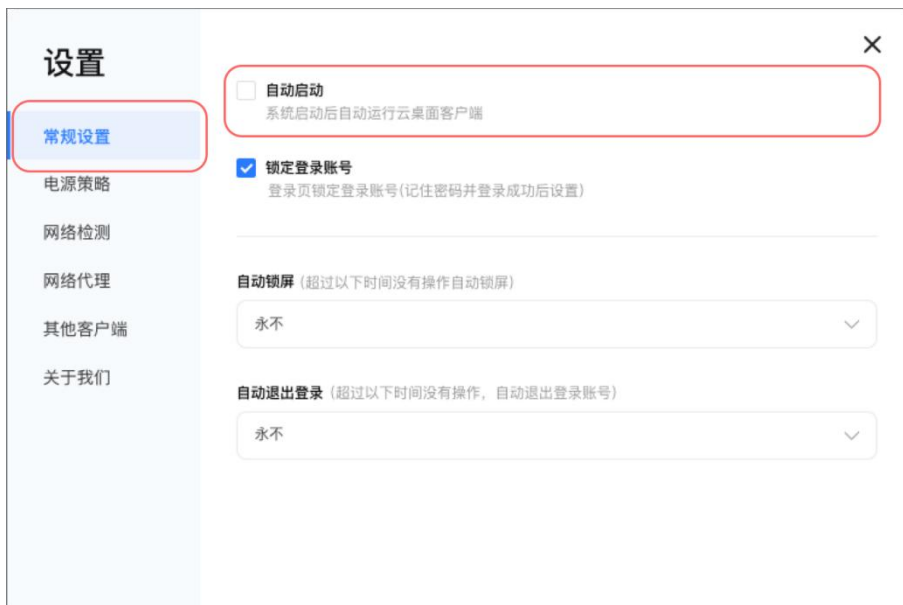 设置
常规设置
电源策略
网络检测
网络代理
其他客户端
关于我们
自动启动
系统启动后自动运行云桌面客户端
锁定登录账号
登录页锁定登录账号(记住密码并登录成功后设置)
自动锁屏 (超过以下时间没有操作自动锁屏)
永不
自动退出登录 (超过以下时间没有操作，自动退出登录账号)
永不